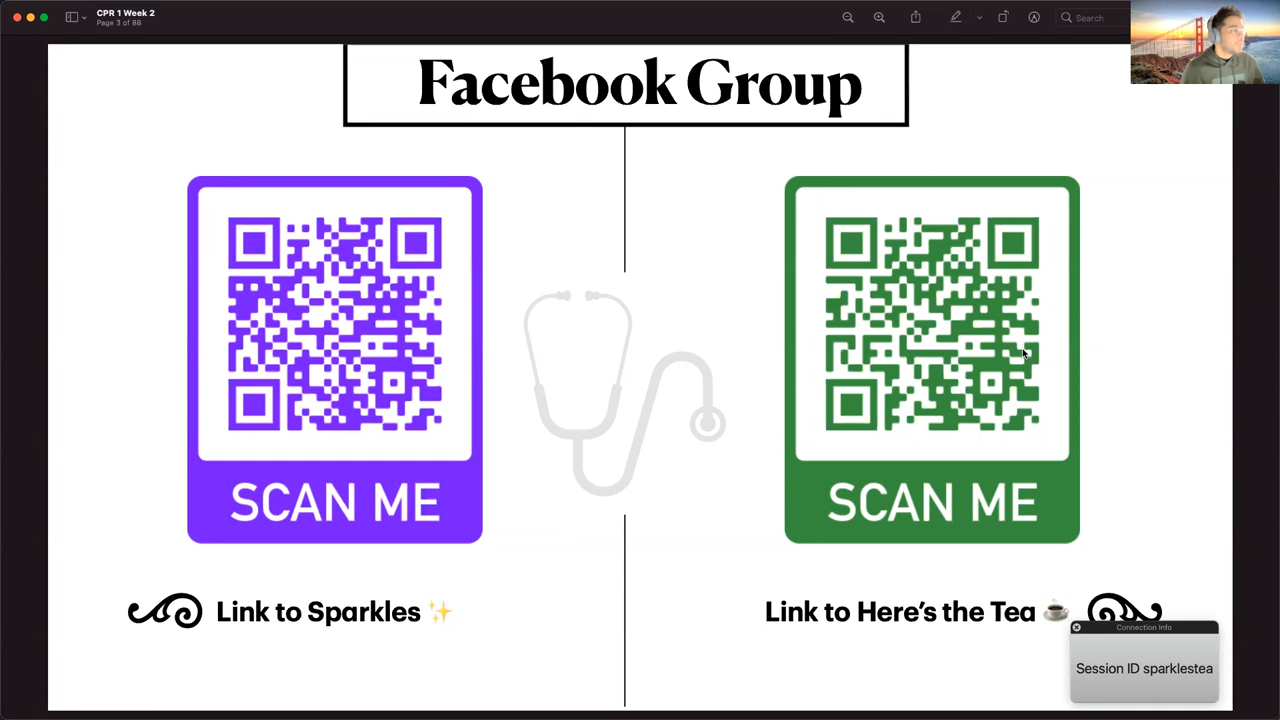 CPR 1 Week 2
Page 3 of 88
Search
Facebook Group
SCAN ME
SCAN ME
Link to Sparkles ✨
Link to Here's the Tea ☕
Connection Info
Session ID sparklestea